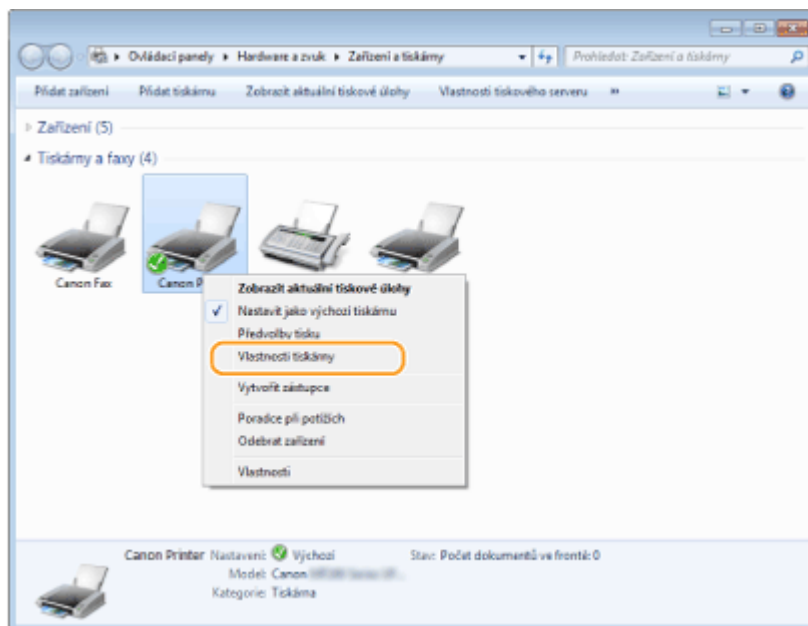 Ovládací panely ▸ Hardware a zvuk ▸ Zařízení a tiskárny Prohledat: Zařízení a tiskárny
Přidat zařízení Přidat tiskárnu Zobrazit aktuální tiskové úlohy Vlastnosti tiskového serveru »
Zařízení (5)
Tiskárny a faxy (4)
Canon Fax Canon P
Zobrazit aktuální tiskové úlohy
Nastavit jako výchozí tiskárnu
Předvolby tisku
Vlastnosti tiskárny
Vytvořit zástupce
Poradce při potížích
Odebrat zařízení
Vlastnosti
Canon Printer Nastavení: Výchozí Stav: Počet dokumentů ve frontě: 0
Model: Canon
Kategorie: Tiskárna